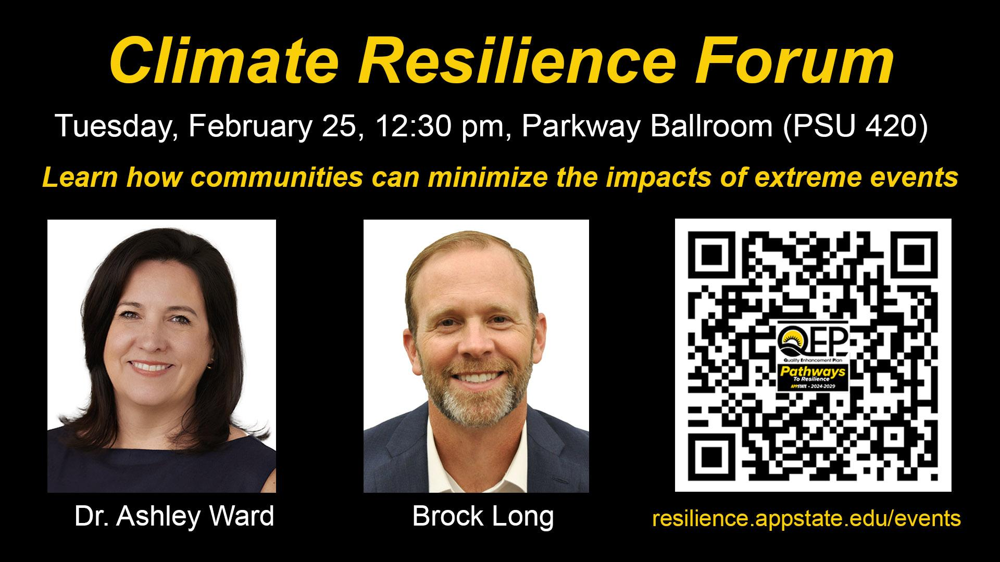 Climate Resilience Forum
Tuesday, February 25, 12:30 pm, Parkway Ballroom (PSU 420)
Learn how communities can minimize the impacts of extreme events
QEP
Quality Enhancement Plan
Pathways
To Resilience
APPSTATE • 2024-2029
Dr. Ashley Ward
Brock Long
resilience.appstate.edu/events